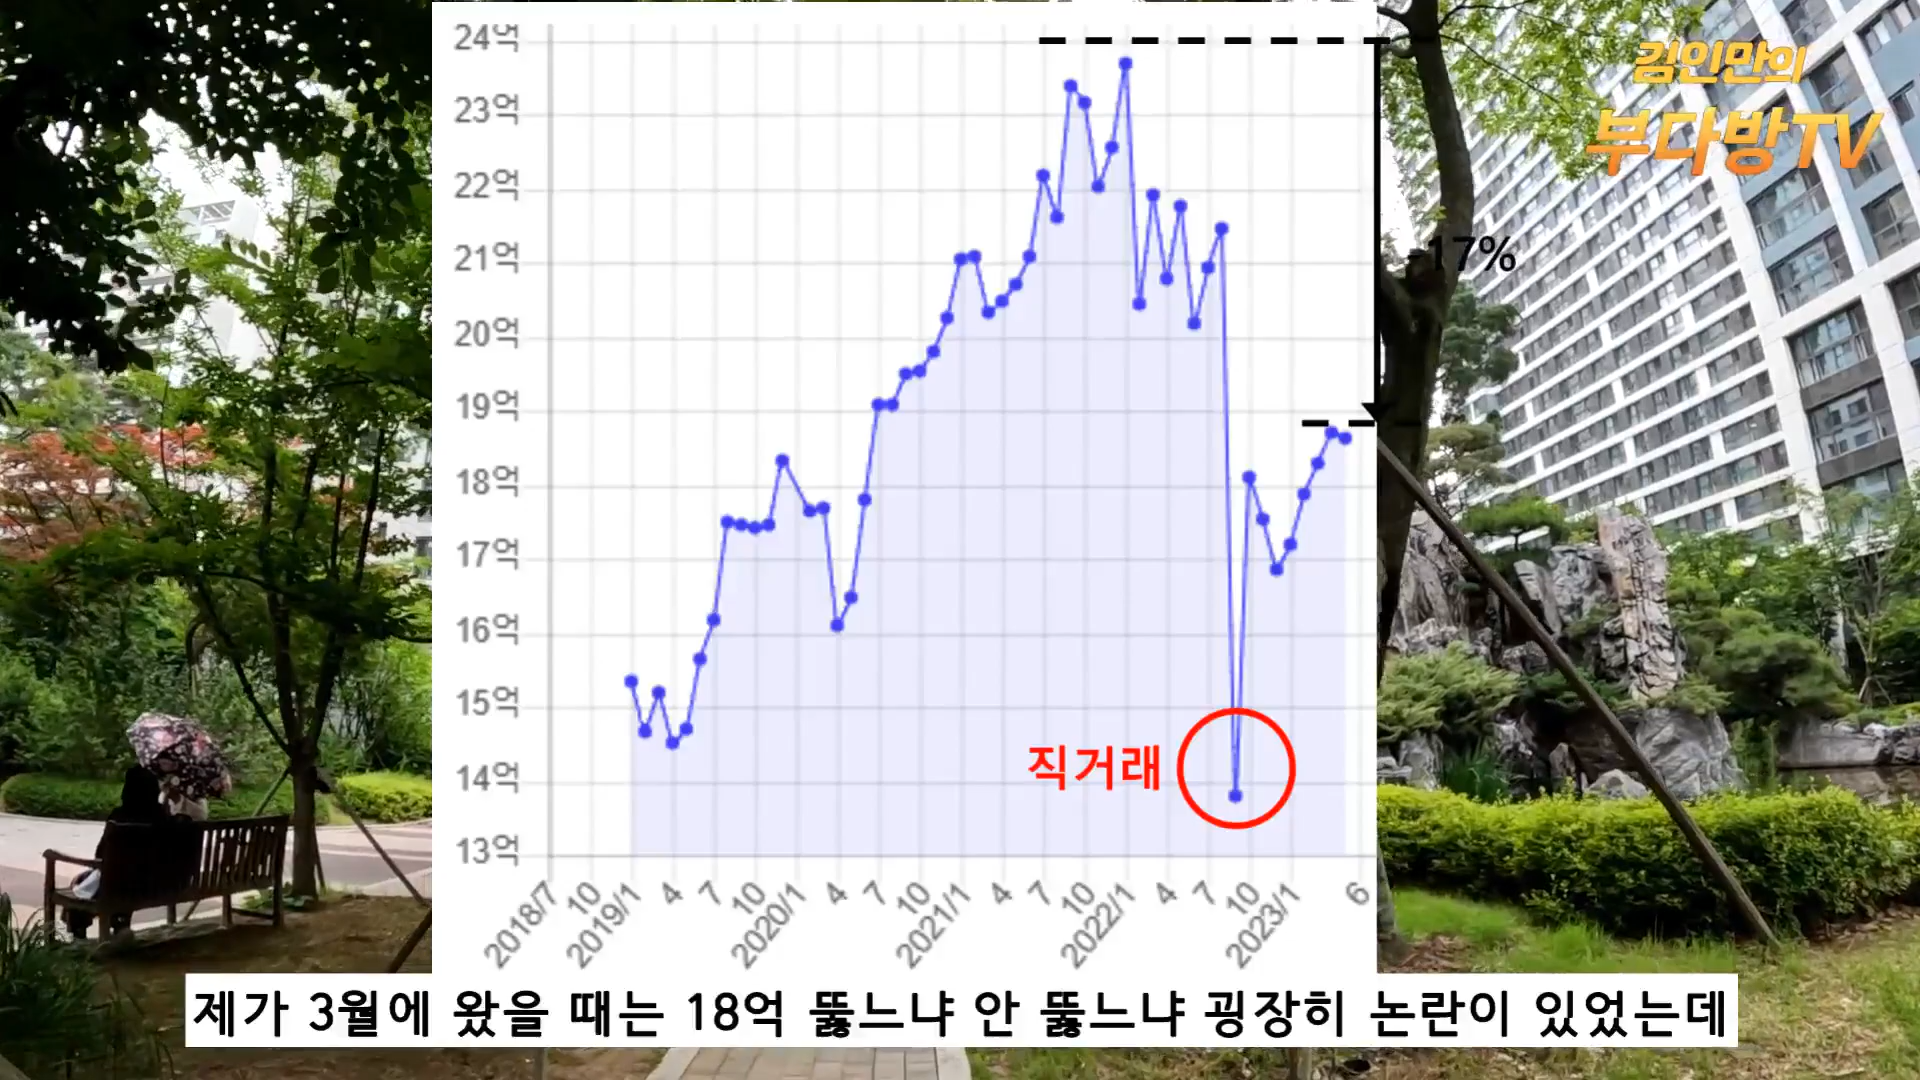 김인만의
부다방TV
24억
23억
22억
21억
20억
19억
18억
17억
16억
15억
14억
13억
-17%
직거래
2018/7
10
2019/1
4
7
10
2020/1
4
7
10
2021/1
4
7
10
2022/1
4
7
10
2023/1
6
제가 3월에 왔을 때는 18억 뚫느냐 안 뚫느냐 굉장히 논란이 있었는데